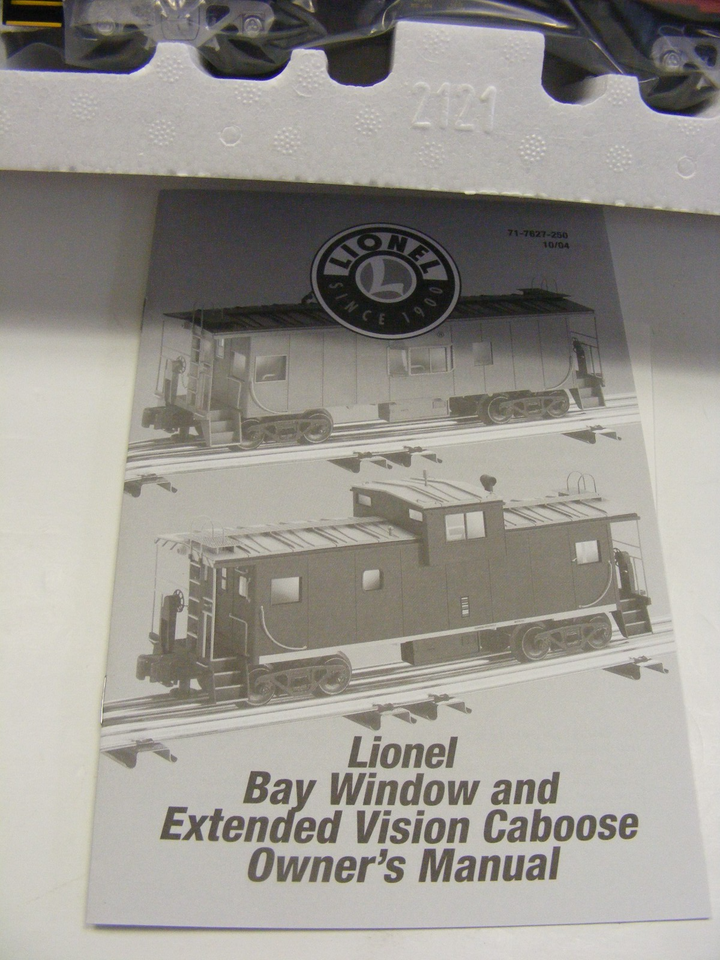 2121
71-7627-250
10/04
LIONEL
L
SINCE 1900
Lionel
Bay Window and
Extended Vision Caboose
Owner's Manual